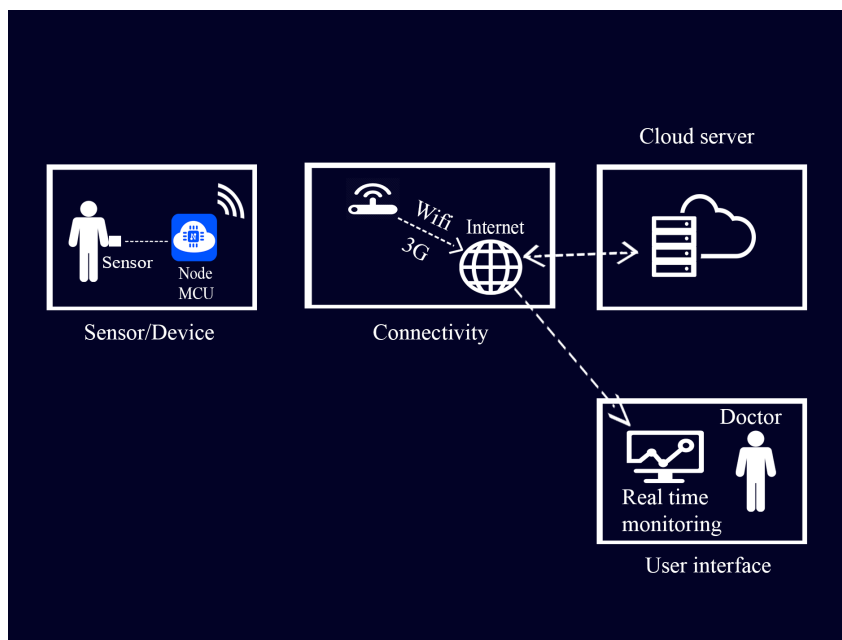 Cloud server
Wifi
3G
Internet
Sensor
Node
MCU
N
Sensor/Device
Connectivity
Doctor
Real time
monitoring
User interface